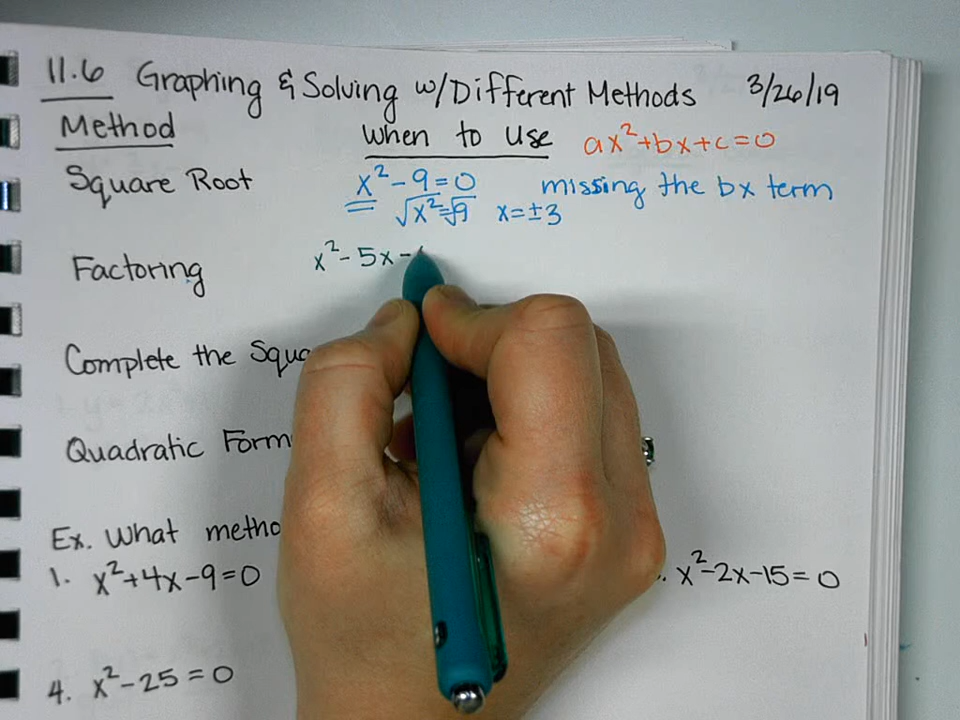 11.6 Graphing & Solving w/Different Methods 3/26/19
Method When to Use ax²+bx+c=0
Square Root x²-9=0 missing the bx term
√x²=√9 x=±3
Factoring x²-5x-
Complete the Squa
Quadratic Form
Ex. What metho
1. x²+4x-9=0 x²-2x-15=0
4. x²-25=0